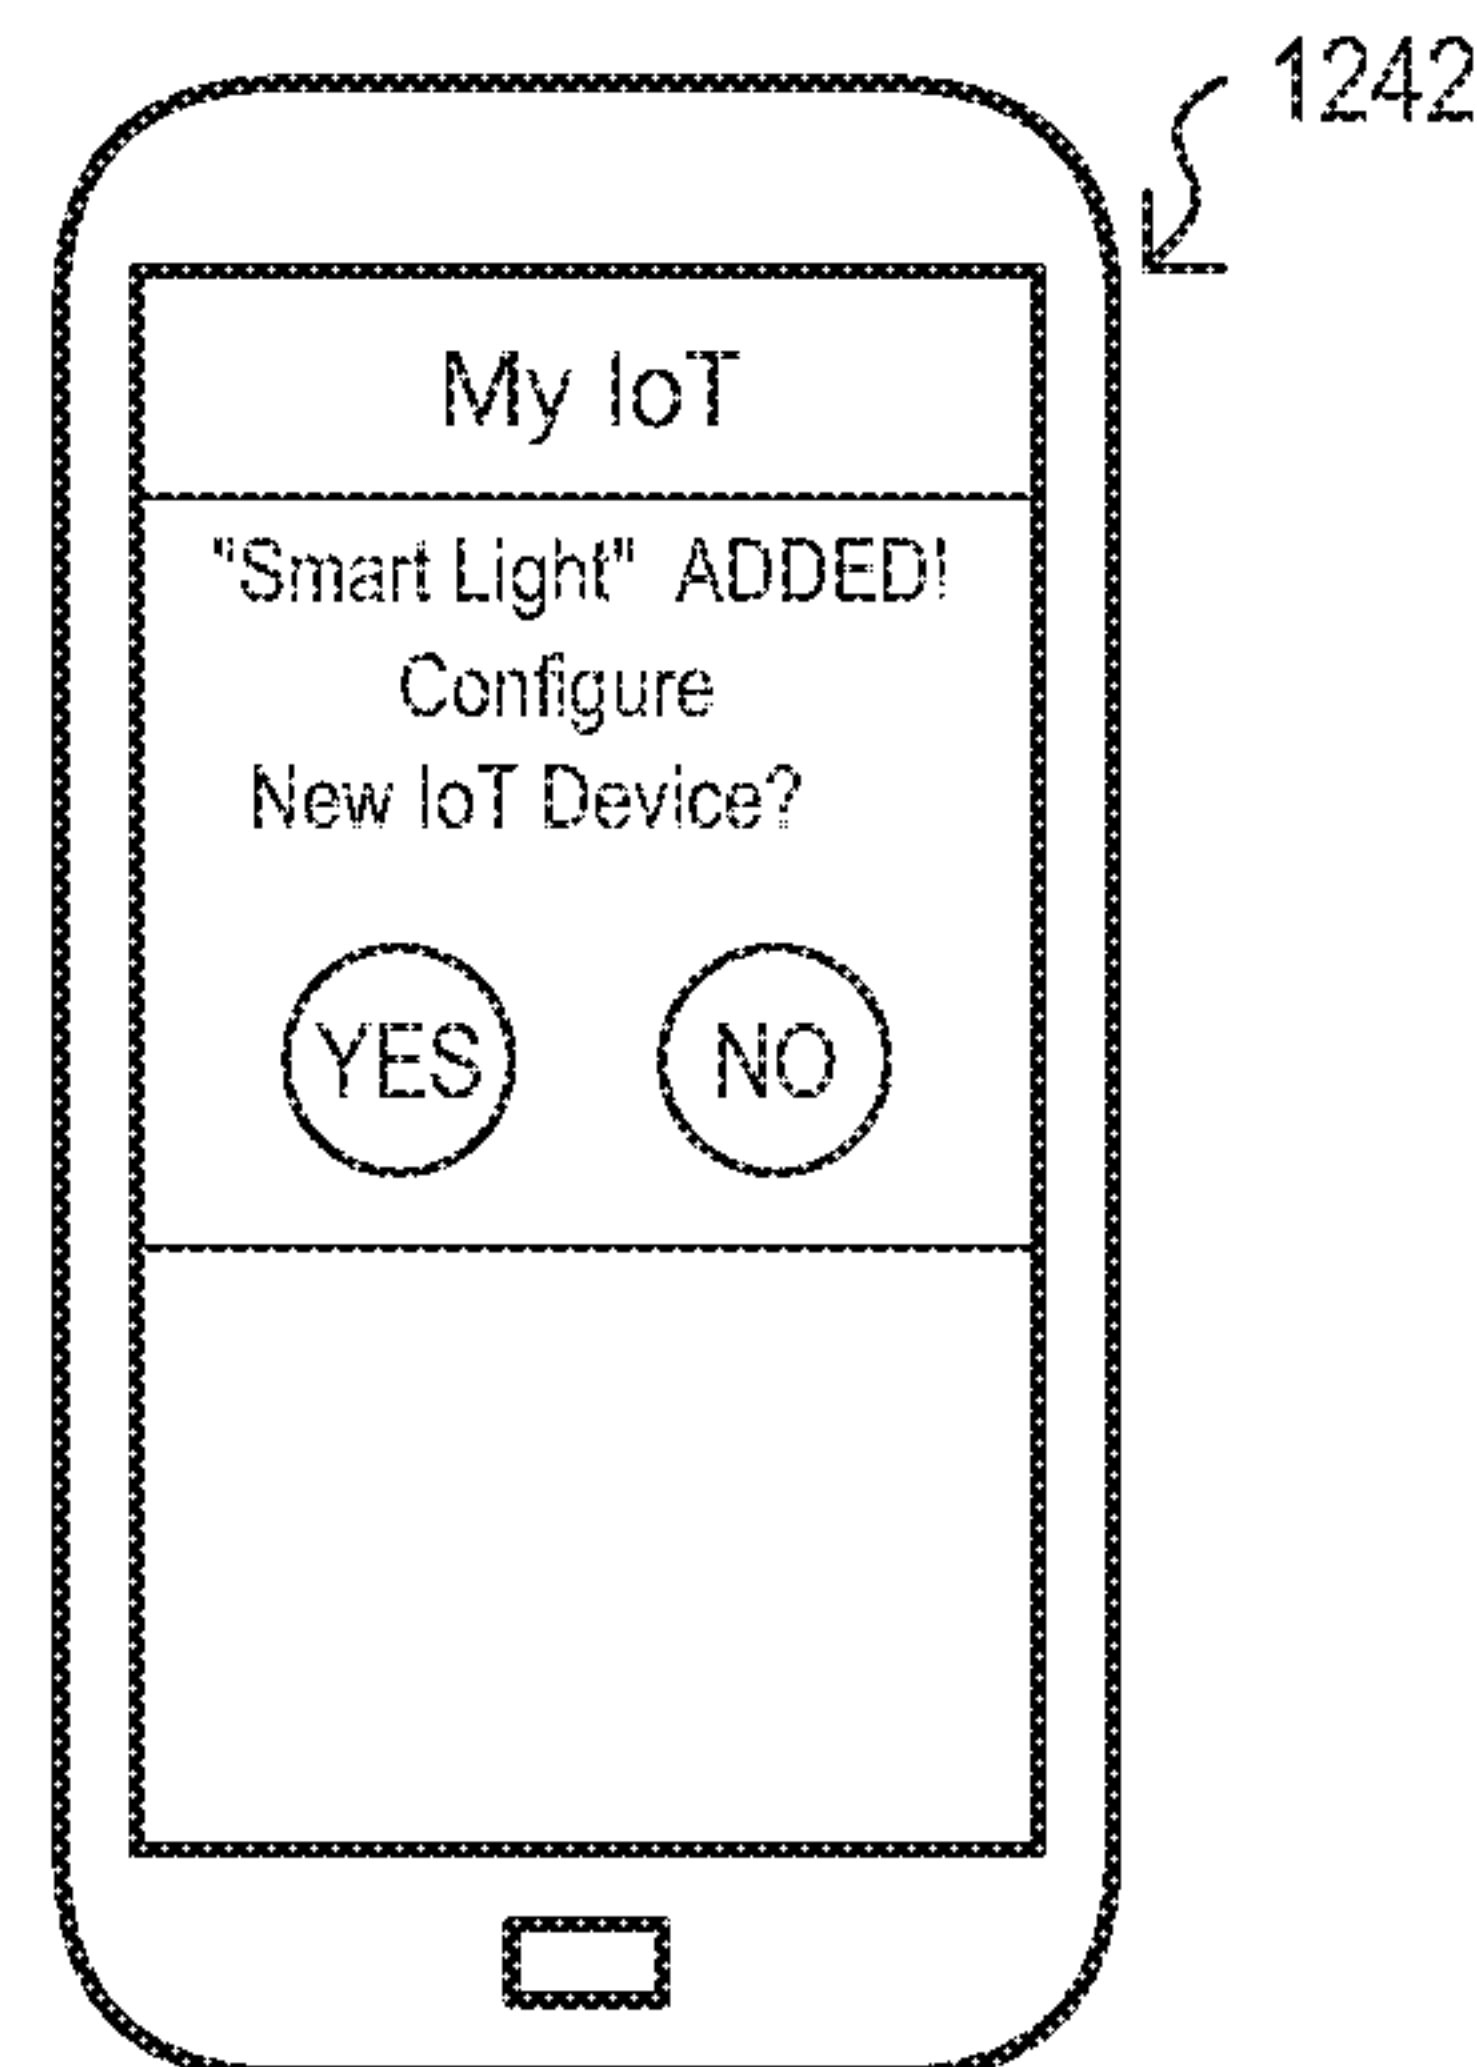 1242
My IoT
"Smart Light" ADDED!
Configure
New IoT Device?
YES NO